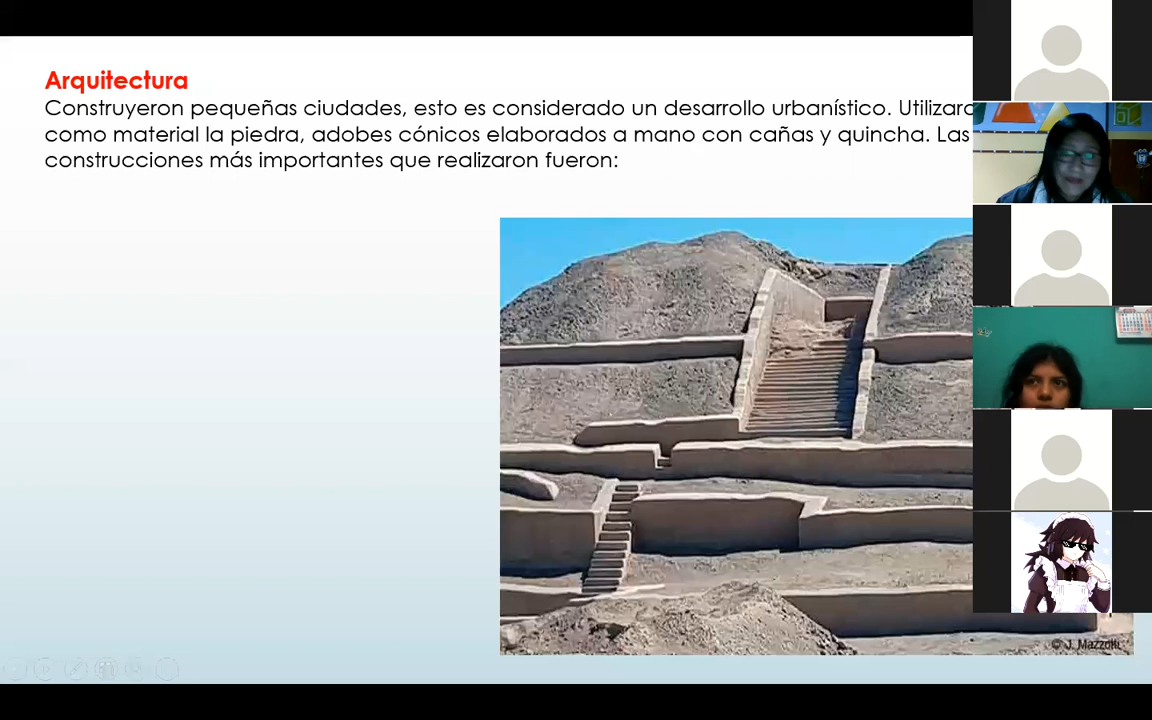 Arquitectura
Construyeron pequeñas ciudades, esto es considerado un desarrollo urbanístico.
como material la piedra, adobes cónicos elaborados a mano con cañas y quincha. Las
construcciones más importantes que realizaron fueron:
© J. Mazzotti